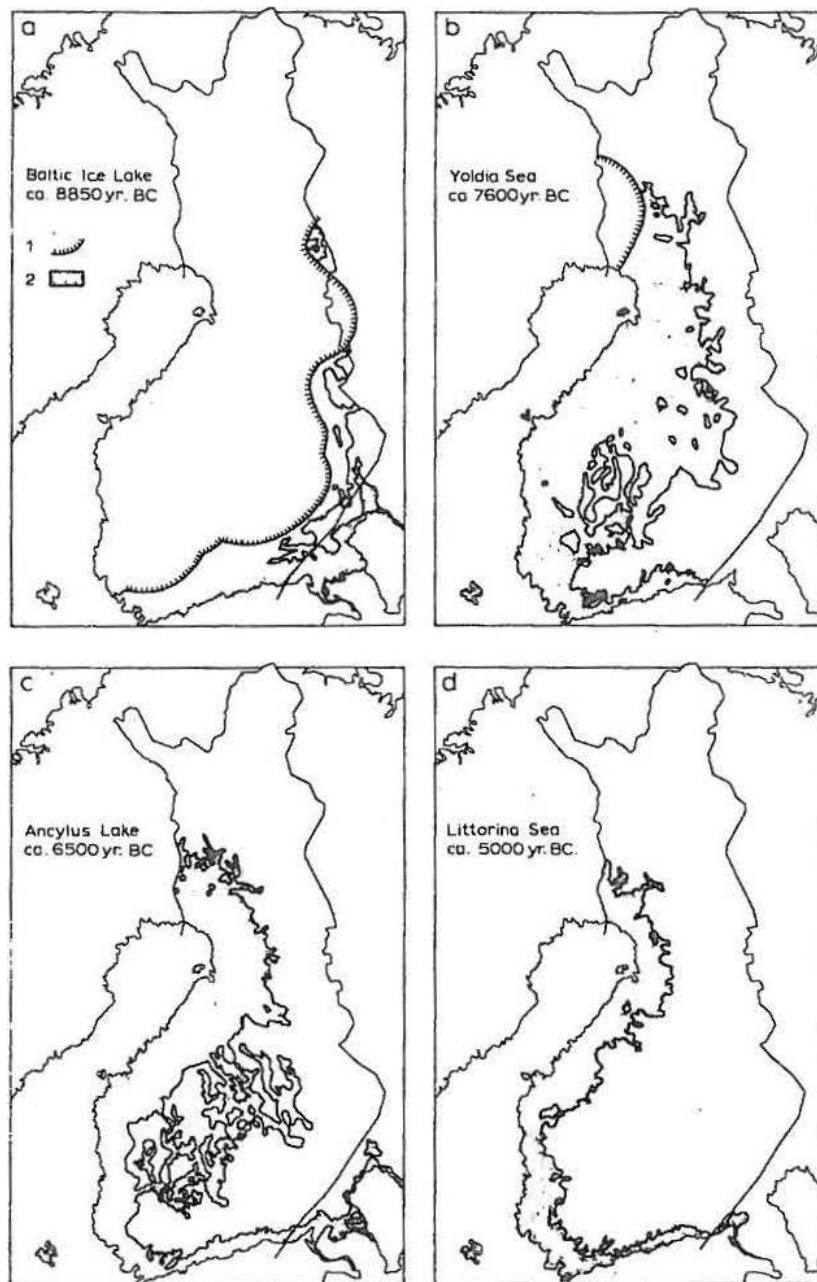 a
Baltic Ice Lake
ca. 8850 yr. BC
1
2
b
Yoldia Sea
ca 7600 yr. BC
c
Ancylus Lake
ca. 6500 yr. BC
d
Littorina Sea
ca. 5000 yr. BC.